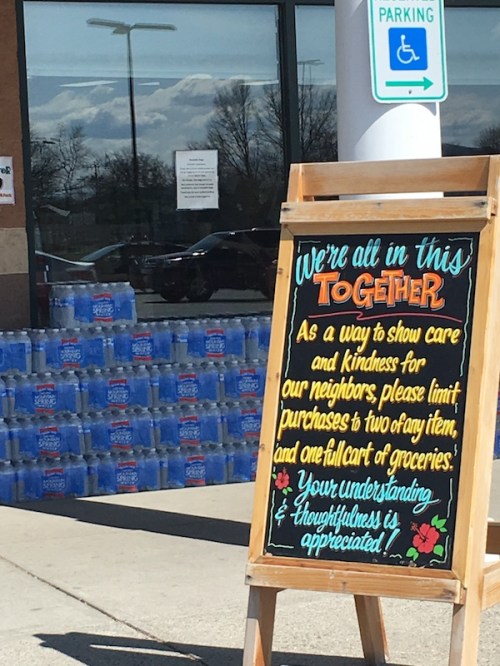 PARKING
We're all in this
TOGETHER
As a way to show care
and Kindness for
our neighbors, please limit
purchases to two of any item,
and one full cart of groceries.
Your understanding
& thoughtfulness is
appreciated!
SPRING